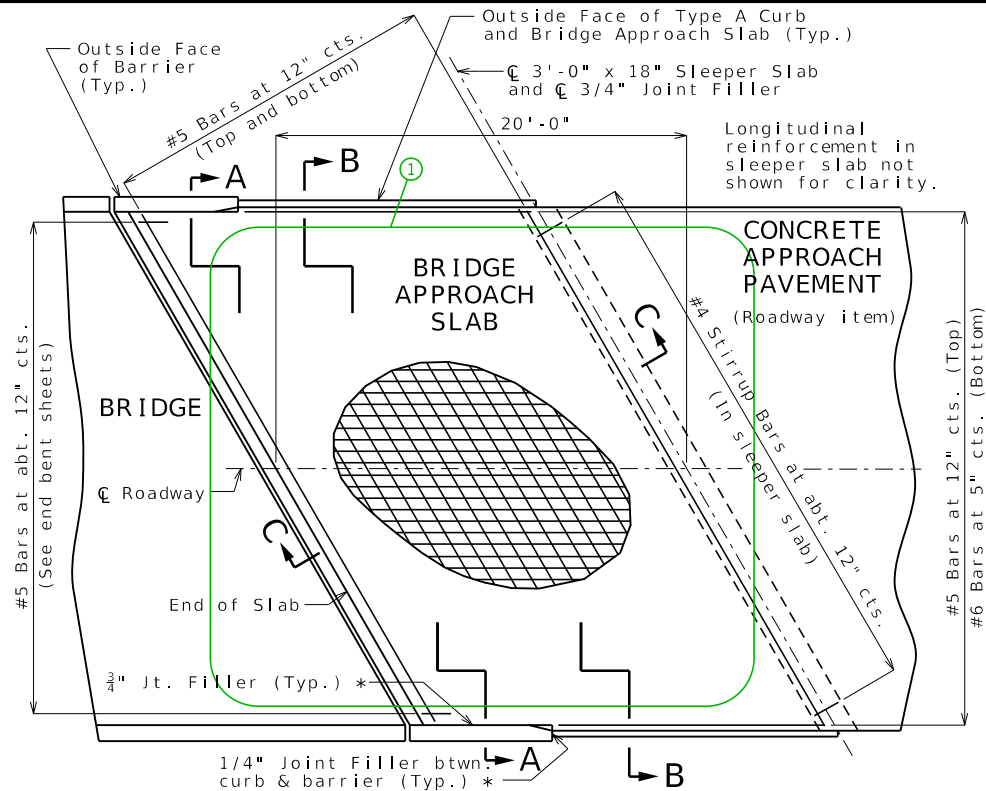 Outside Face of Type A Curb
and Bridge Approach Slab (Typ.)
Outside Face
of Barrier
(Typ.)
℄ 3'-0" x 18" Sleeper Slab
and ℄ 3/4" Joint Filler
#5 Bars at 12" cts.
(Top and bottom)
20'-0"
Longitudinal
reinforcement in
sleeper slab not
shown for clarity.
A
B
1
CONCRETE
APPROACH
PAVEMENT
(Roadway item)
BRIDGE
APPROACH
SLAB
C
#4 Stirrup Bars at abt. 12" cts.
(In sleeper slab)
#5 Bars at abt. 12" cts.
(See end bent sheets)
BRIDGE
℄ Roadway
C
End of Slab
#5 Bars at 12" cts. (Top)
#6 Bars at 5" cts. (Bottom)
¾" Jt. Filler (Typ.) *
1/4" Joint Filler btwn.
curb & barrier (Typ.) *
A
B